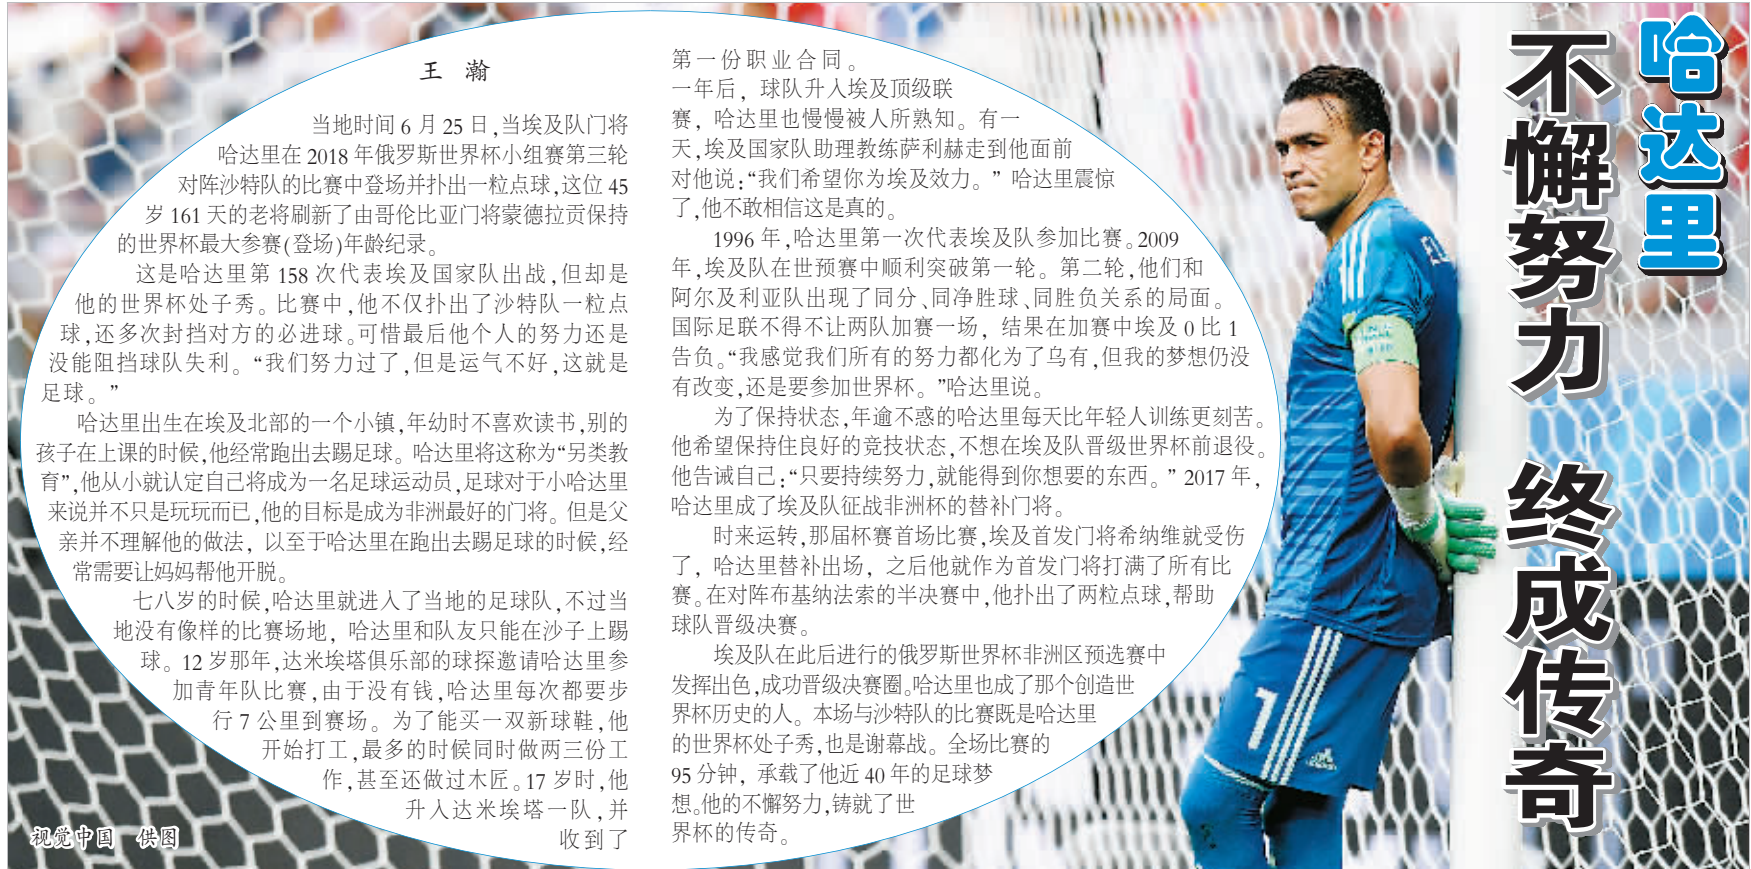 哈达里
不懈努力 终成传奇
王 瀚
当地时间 6 月 25 日,当埃及队门将
哈达里在 2018 年俄罗斯世界杯小组赛第三轮
对阵沙特队的比赛中登场并扑出一粒点球,这位 45
岁 161 天的老将刷新了由哥伦比亚门将蒙德拉贡保持
的世界杯最大参赛(登场)年龄纪录。
这是哈达里第 158 次代表埃及国家队出战,但却是
他的世界杯处子秀。比赛中,他不仅扑出了沙特队一粒点
球,还多次封挡对方的必进球。可惜最后他个人的努力还是
没能阻挡球队失利。“我们努力过了,但是运气不好,这就是
足球。”
哈达里出生在埃及北部的一个小镇,年幼时不喜欢读书,别的
孩子在上课的时候,他经常跑出去踢足球。哈达里将这称为“另类教
育”,他从小就认定自己将成为一名足球运动员,足球对于小哈达里
来说并不只是玩玩而已,他的目标是成为非洲最好的门将。但是父
亲并不理解他的做法，以至于哈达里在跑出去踢足球的时候,经
常需要让妈妈帮他开脱。
七八岁的时候,哈达里就进入了当地的足球队,不过当
地没有像样的比赛场地，哈达里和队友只能在沙子上踢
球。12 岁那年,达米埃塔俱乐部的球探邀请哈达里参
加青年队比赛,由于没有钱,哈达里每次都要步
行 7 公里到赛场。为了能买一双新球鞋,他
开始打工,最多的时候同时做两三份工
作,甚至还做过木匠。17 岁时,他
升入达米埃塔一队,并
收到了
第一份职业合同。
一年后，球队升入埃及顶级联
赛，哈达里也慢慢被人所熟知。有一
天,埃及国家队助理教练萨利赫走到他面前
对他说:“我们希望你为埃及效力。”哈达里震惊
了,他不敢相信这是真的。
1996 年,哈达里第一次代表埃及队参加比赛。2009
年,埃及队在世预赛中顺利突破第一轮。第二轮,他们和
阿尔及利亚队出现了同分、同净胜球、同胜负关系的局面。
国际足联不得不让两队加赛一场，结果在加赛中埃及 0 比 1
告负。“我感觉我们所有的努力都化为了乌有,但我的梦想仍没
有改变,还是要参加世界杯。”哈达里说。
为了保持状态,年逾不惑的哈达里每天比年轻人训练更刻苦。
他希望保持住良好的竞技状态,不想在埃及队晋级世界杯前退役。
他告诫自己:“只要持续努力,就能得到你想要的东西。”2017 年,
哈达里成了埃及队征战非洲杯的替补门将。
时来运转,那届杯赛首场比赛,埃及首发门将希纳维就受伤
了，哈达里替补出场，之后他就作为首发门将打满了所有比
赛。在对阵布基纳法索的半决赛中,他扑出了两粒点球,帮助
球队晋级决赛。
埃及队在此后进行的俄罗斯世界杯非洲区预选赛中
发挥出色,成功晋级决赛圈。哈达里也成了那个创造世
界杯历史的人。本场与沙特队的比赛既是哈达里
的世界杯处子秀,也是谢幕战。全场比赛的
95 分钟，承载了他近 40 年的足球梦
想。他的不懈努力,铸就了世
界杯的传奇。
1
adidas
视觉中国 供图